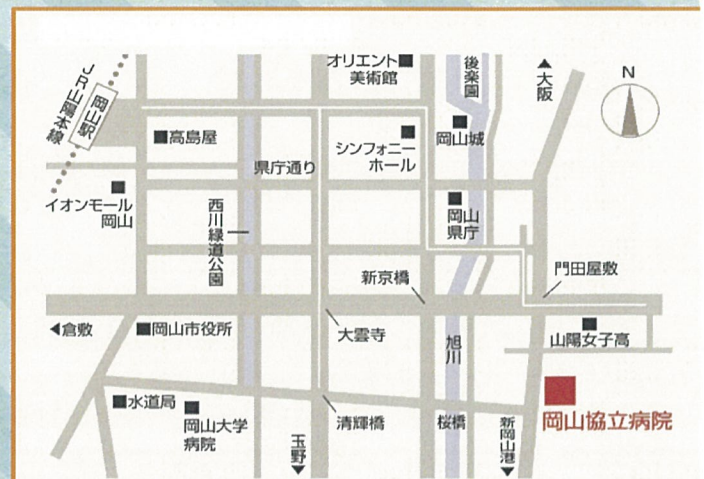 オリエント
美術館
後楽園
▲大阪
N
JR山陽本線
岡山駅
■高島屋
シンフォニー
ホール
岡山城
県庁通り
イオンモール
岡山
西川緑道公園
岡山
県庁
新京橋
門田屋敷
◀倉敷
■岡山市役所
大雲寺
旭川
山陽女子高
■水道局
岡山大学
病院
清輝橋
桜橋
岡山協立病院
玉野▼
新岡山港▼